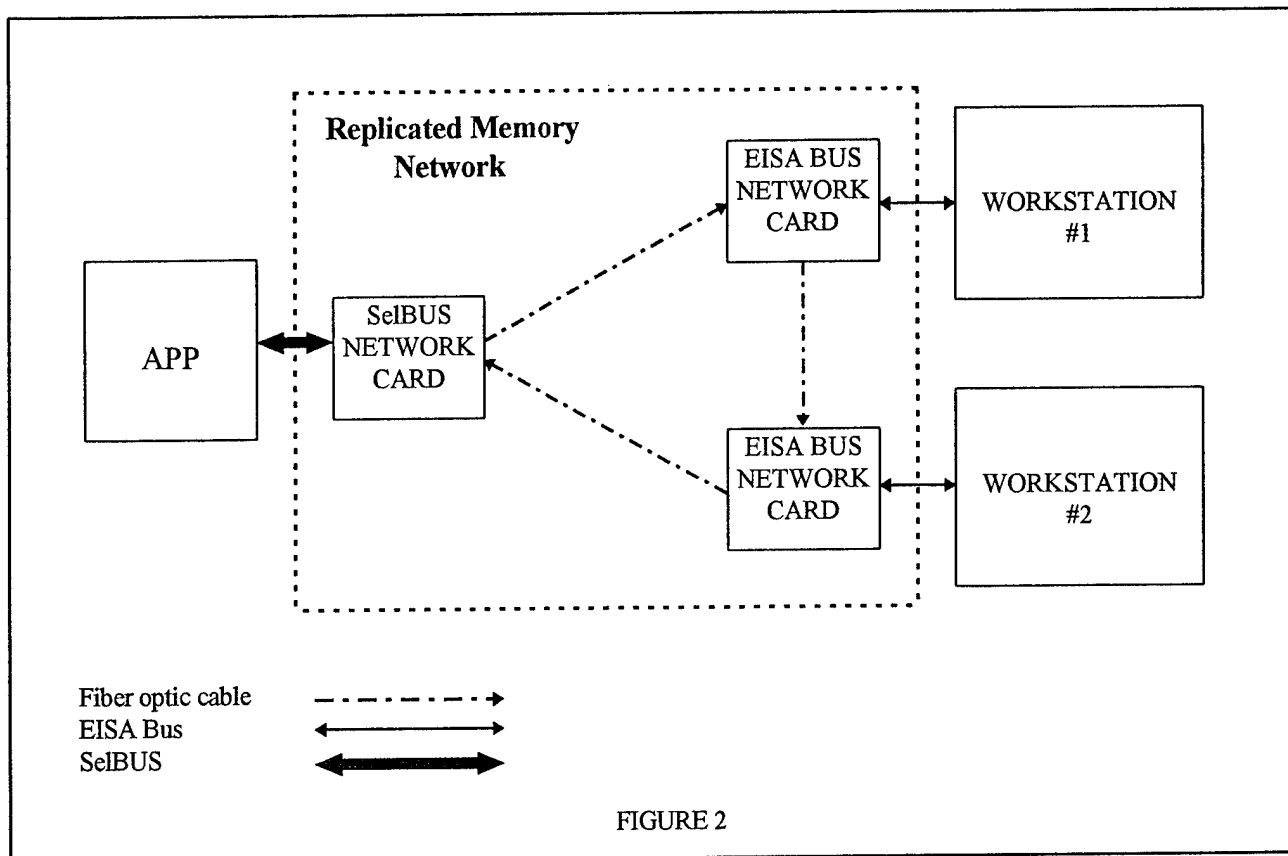 Replicated Memory
Network
EISA BUS
NETWORK
CARD
WORKSTATION
#1
APP
SelBUS
NETWORK
CARD
EISA BUS
NETWORK
CARD
WORKSTATION
#2
Fiber optic cable
EISA Bus
SelBUS
FIGURE 2